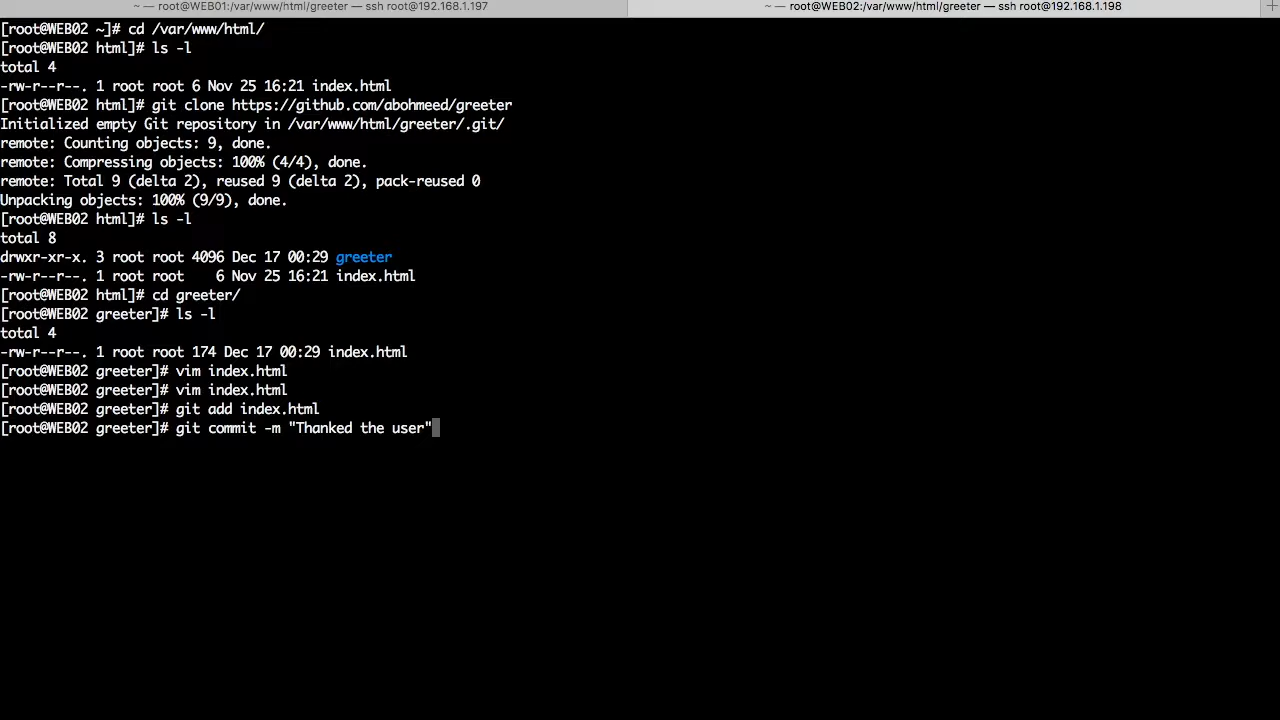 ~ — root@WEB01:/var/www/html/greeter — ssh root@192.168.1.197
~ — root@WEB02:/var/www/html/greeter — ssh root@192.168.1.198
+
[root@WEB02 ~]# cd /var/www/html/
[root@WEB02 html]# ls -l
total 4
-rw-r--r--. 1 root root 6 Nov 25 16:21 index.html
[root@WEB02 html]# git clone https://github.com/abohmeed/greeter
Initialized empty Git repository in /var/www/html/greeter/.git/
remote: Counting objects: 9, done.
remote: Compressing objects: 100% (4/4), done.
remote: Total 9 (delta 2), reused 9 (delta 2), pack-reused 0
Unpacking objects: 100% (9/9), done.
[root@WEB02 html]# ls -l
total 8
drwxr-xr-x. 3 root root 4096 Dec 17 00:29 greeter
-rw-r--r--. 1 root root    6 Nov 25 16:21 index.html
[root@WEB02 html]# cd greeter/
[root@WEB02 greeter]# ls -l
total 4
-rw-r--r--. 1 root root 174 Dec 17 00:29 index.html
[root@WEB02 greeter]# vim index.html
[root@WEB02 greeter]# vim index.html
[root@WEB02 greeter]# git add index.html
[root@WEB02 greeter]# git commit -m "Thanked the user"